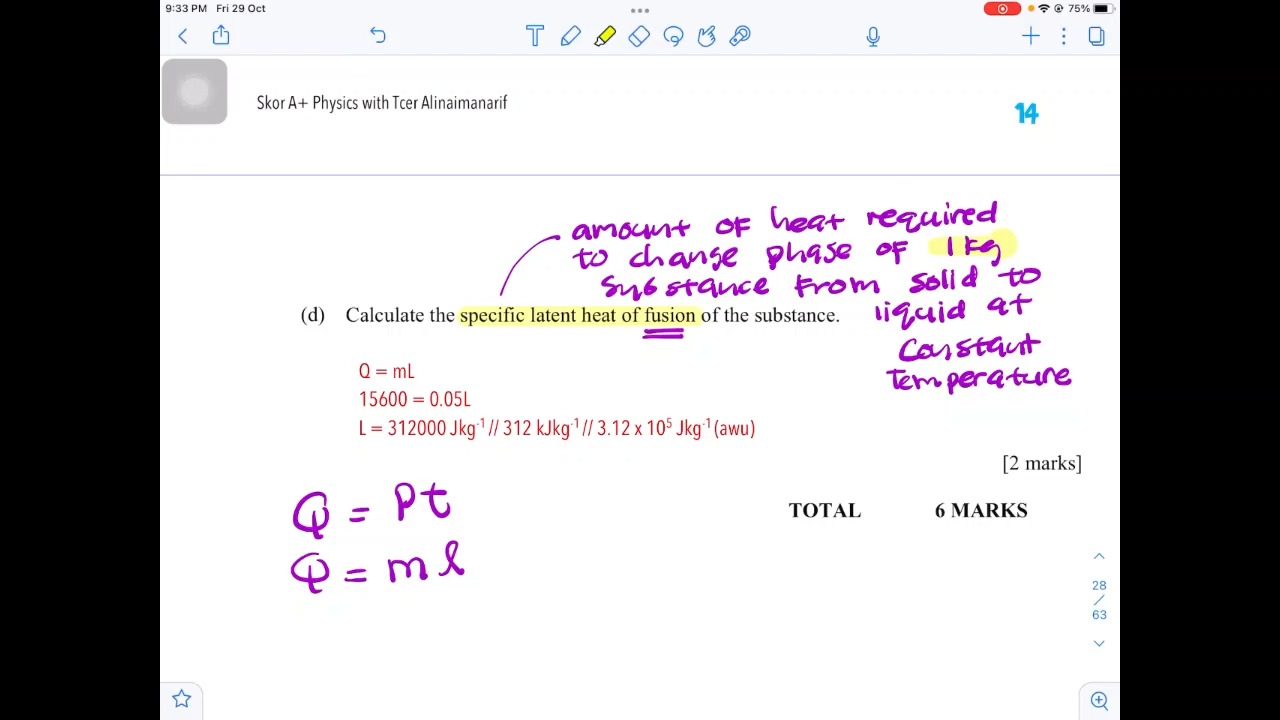 9:33 PM Fri 29 Oct
75%
T
Skor A+ Physics with Tcer Alinaimanarif
14
amount of heat required
to change phase of 1kg
substance from solid to
liquid at
constant
temperature
(d) Calculate the specific latent heat of fusion of the substance.
Q = mL
15600 = 0.05L
L = 312000 Jkg⁻¹ // 312 kJkg⁻¹ // 3.12 x 10⁵ Jkg⁻¹ (awu)
[2 marks]
Q = Pt
TOTAL 6 MARKS
Q = ml
28
/
63